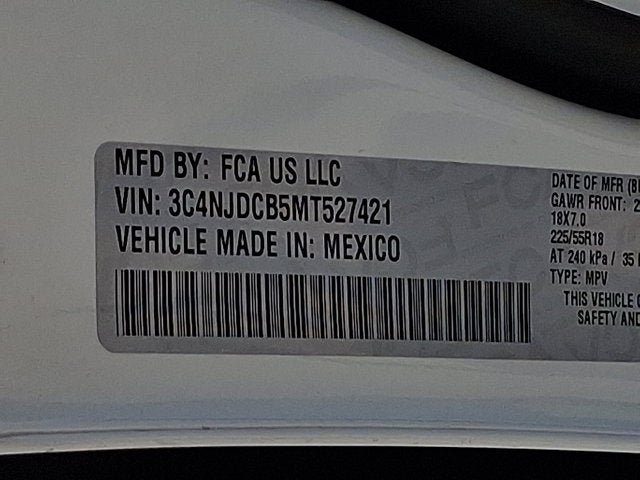 MFD BY: FCA US LLC
VIN: 3C4NJDCB5MT527421
VEHICLE MADE IN: MEXICO
DATE OF MFR
GAWR FRONT:
18X7.0
225/55R18
AT 240 kPa / 35
TYPE: MPV
THIS VEHICLE
SAFETY AND